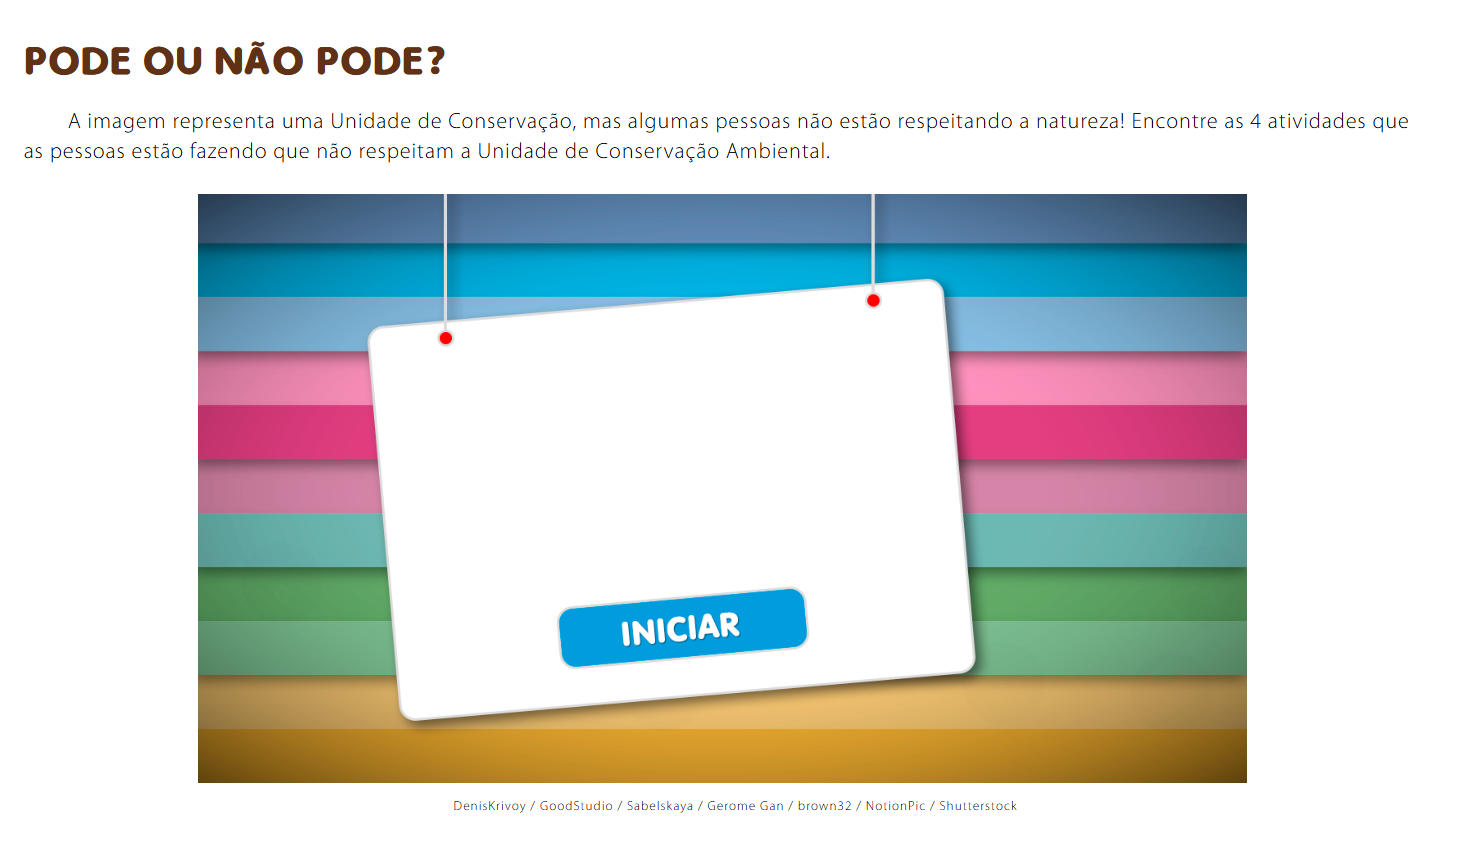 PODE OU NÃO PODE?
A imagem representa uma Unidade de Conservação, mas algumas pessoas não estão respeitando a natureza! Encontre as 4 atividades que
as pessoas estão fazendo que não respeitam a Unidade de Conservação Ambiental.
INICIAR
DenisKrivoy / GoodStudio / Sabelskaya / Gerome Gan / brown32 / NotionPic / Shutterstock